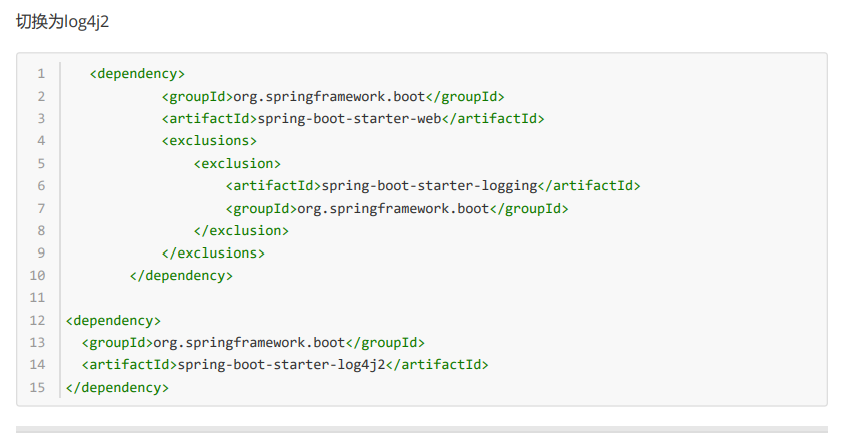 切换为log4j2
1 <dependency>
2 <groupId>org.springframework.boot</groupId>
3 <artifactId>spring-boot-starter-web</artifactId>
4 <exclusions>
5 <exclusion>
6 <artifactId>spring-boot-starter-logging</artifactId>
7 <groupId>org.springframework.boot</groupId>
8 </exclusion>
9 </exclusions>
10 </dependency>
11
12 <dependency>
13 <groupId>org.springframework.boot</groupId>
14 <artifactId>spring-boot-starter-log4j2</artifactId>
15 </dependency>